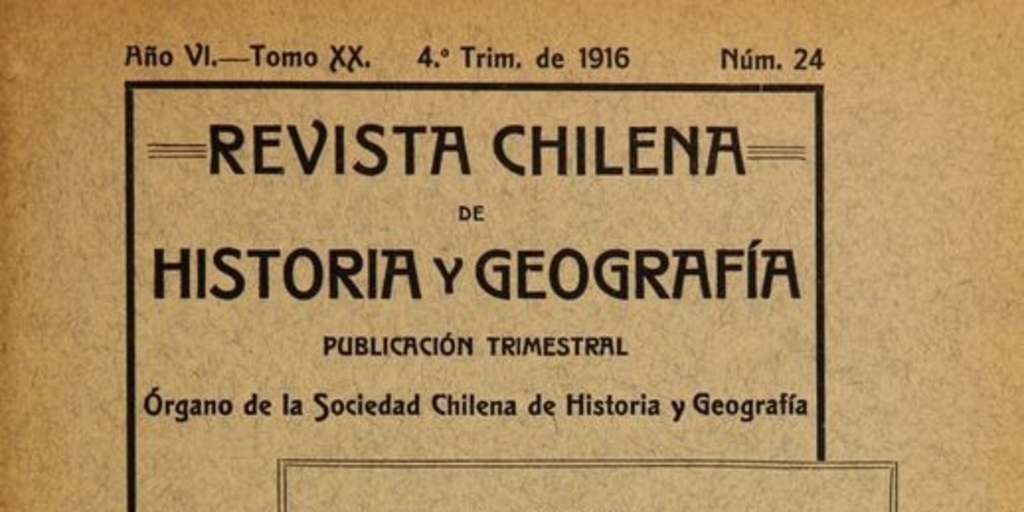 Año VI.—Tomo XX. 4.° Trim. de 1916 Núm. 24
REVISTA CHILENA
DE
HISTORIA Y GEOGRAFÍA
PUBLICACIÓN TRIMESTRAL
Órgano de la Sociedad Chilena de Historia y Geografía